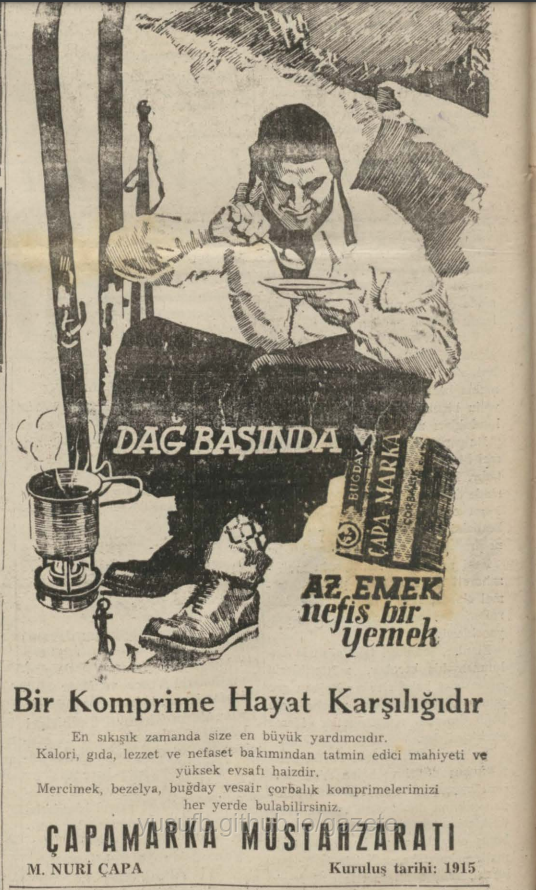 DAĞ BAŞINDA
BUĞDAY
ÇAPA-MARKA
ÇORBALIK
AZ EMEK
nefis bir
yemek
Bir Komprime Hayat Karşılığıdır
En sıkışık zamanda size en büyük yardımcıdır.
Kalori, gıda, lezzet ve nefaset bakımından tatmin edici mahiyeti ve
yüksek evsafı haizdir.
Mercimek, bezelya, buğday vesair çorbalık komprimelerimizi
her yerde bulabilirsiniz.
yusufb.github.io/gazete
ÇAPAMARKA MÜSTAHZARATI
M. NURİ ÇAPA
Kuruluş tarihi: 1915